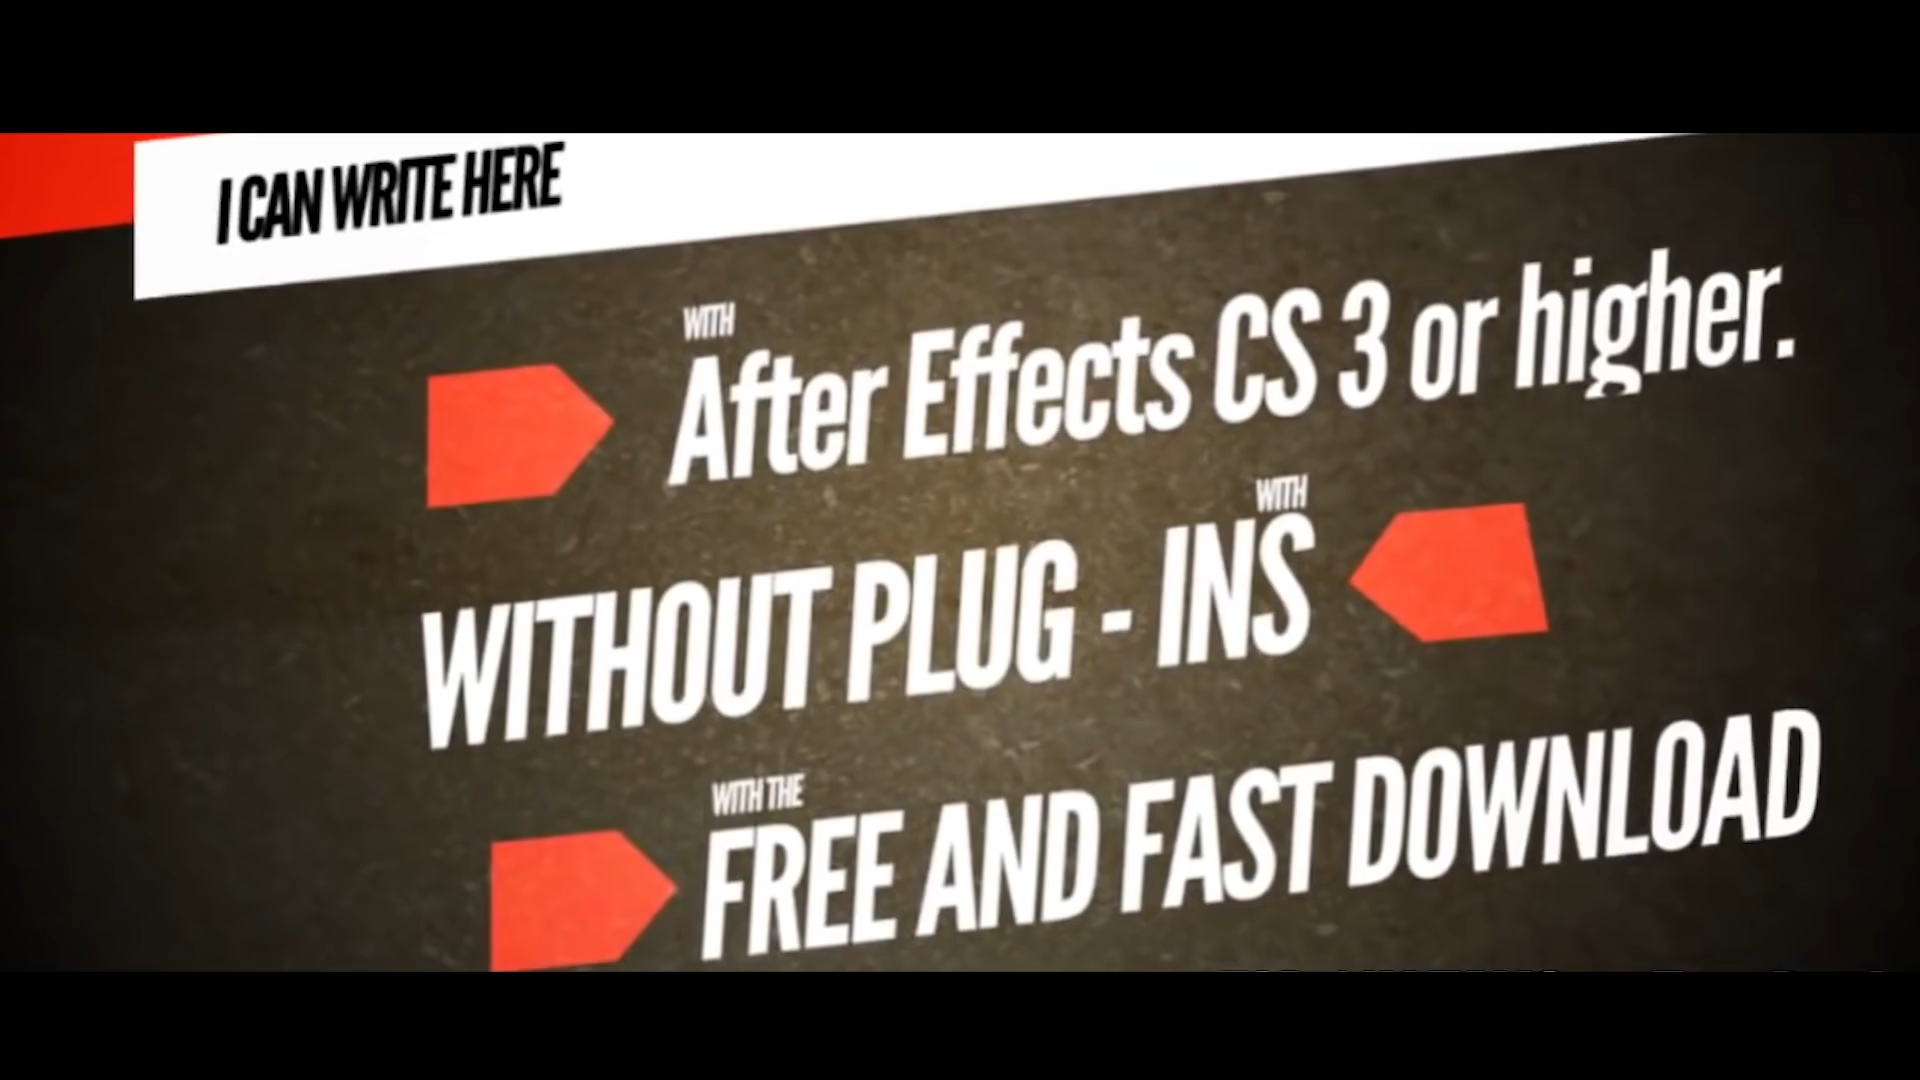 I CAN WRITE HERE
WITH
After Effects CS 3 or higher.
WITH
WITHOUT PLUG - INS
WITH THE
FREE AND FAST DOWNLOAD